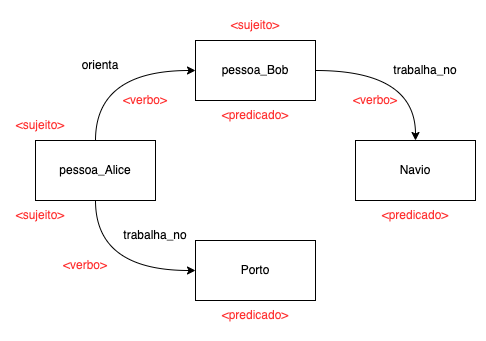 <sujeito>
orienta
pessoa_Bob
trabalha_no
<verbo>
<verbo>
<predicado>
<sujeito>
pessoa_Alice
Navio
<sujeito>
<predicado>
trabalha_no
<verbo>
Porto
<predicado>